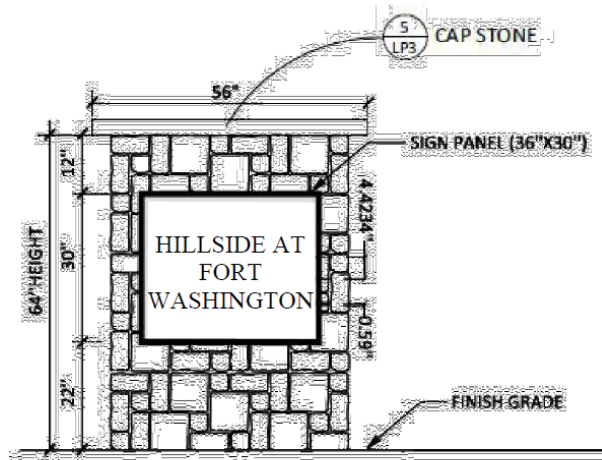 5
LP3
CAP STONE
56"
SIGN PANEL (36"X30")
12"
4.4234"
64" HEIGHT
30"
HILLSIDE AT
FORT
WASHINGTON
0.59"
22"
FINISH GRADE